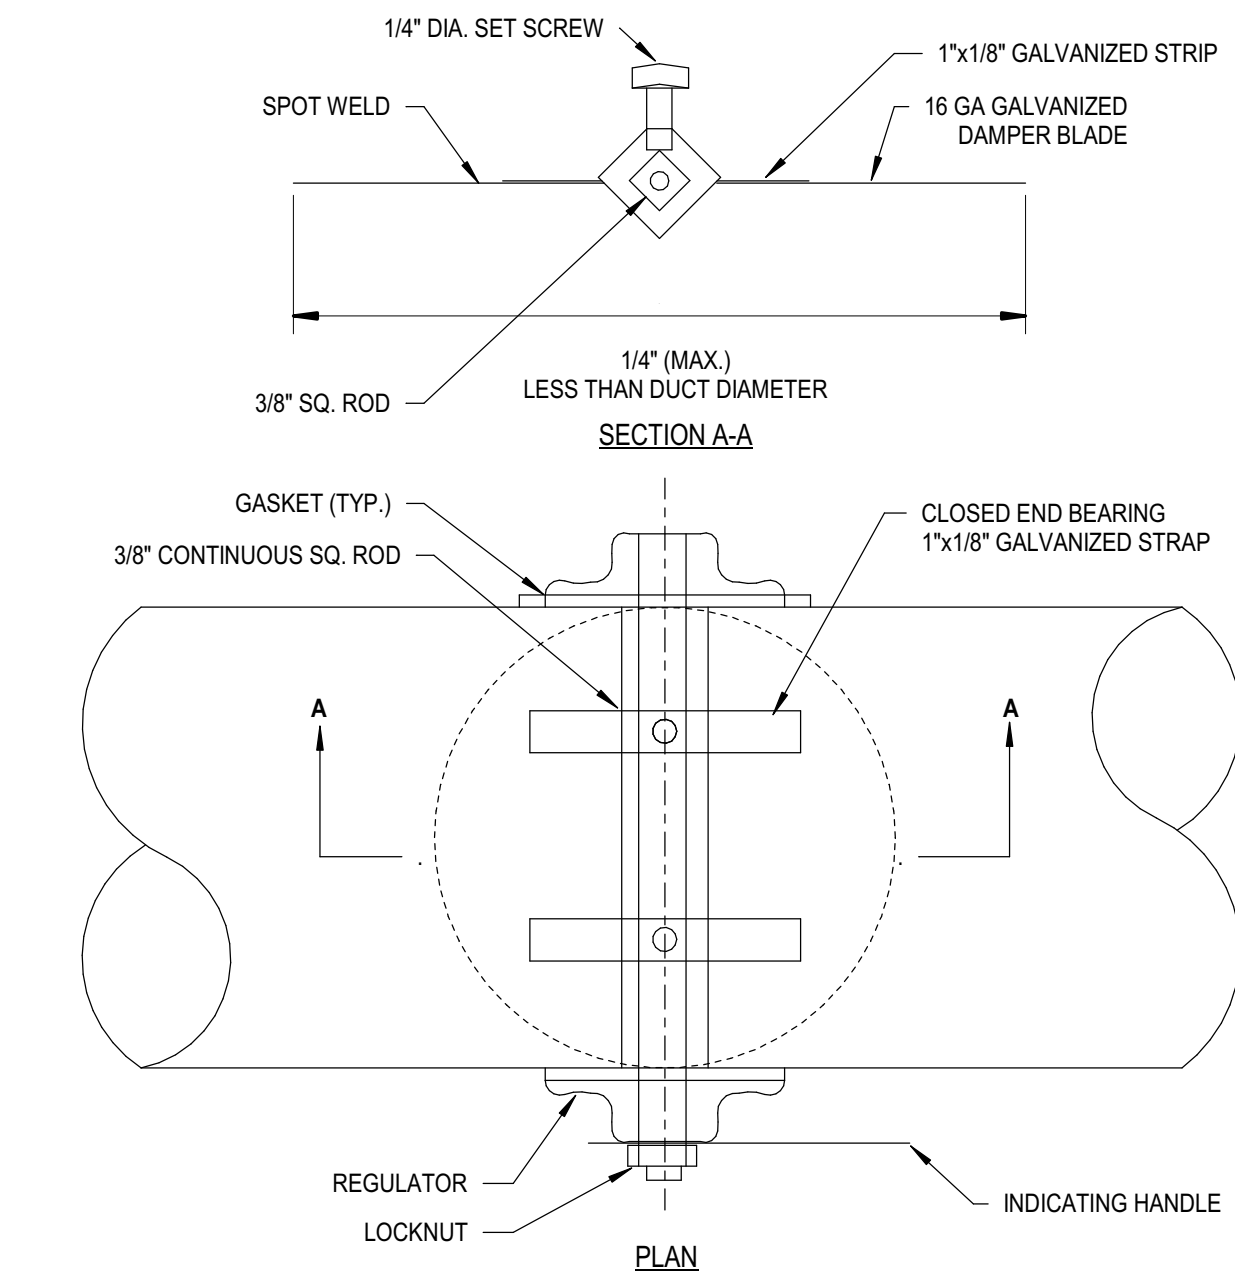 1/4" DIA. SET SCREW
1"x1/8" GALVANIZED STRIP
SPOT WELD
16 GA GALVANIZED
DAMPER BLADE
1/4" (MAX.)
LESS THAN DUCT DIAMETER
3/8" SQ. ROD
SECTION A-A
GASKET (TYP.)
CLOSED END BEARING
1"x1/8" GALVANIZED STRAP
3/8" CONTINUOUS SQ. ROD
A
A
REGULATOR
INDICATING HANDLE
LOCKNUT
PLAN